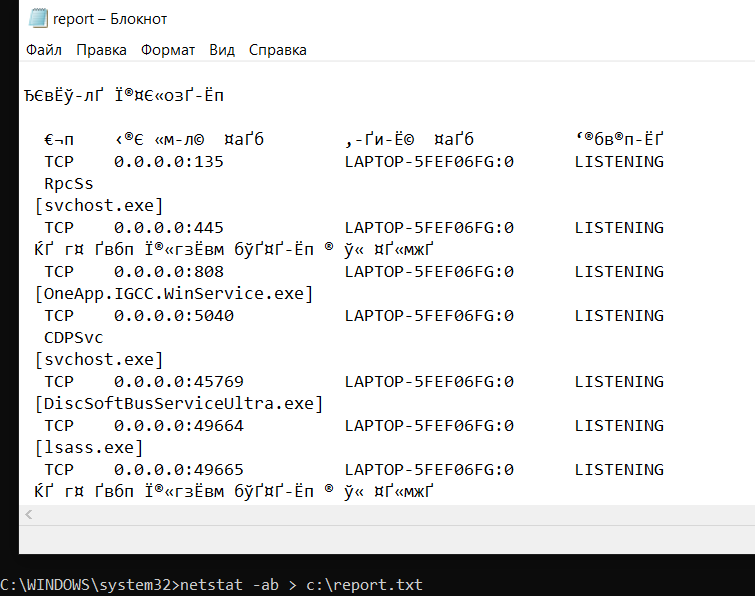 report – Блокнот
Файл Правка Формат Вид Справка
ЂЄвЁў-лҐ Ї®¤Є«озҐ-Ёп
€¬п ‹®Є «м-л© ¤аҐб ‚-Ґи-Ё© ¤аҐб ‘®бв®п-ЁҐ
TCP 0.0.0.0:135 LAPTOP-5FEF06FG:0 LISTENING
RpcSs
[svchost.exe]
TCP 0.0.0.0:445 LAPTOP-5FEF06FG:0 LISTENING
ЌҐ г¤ Ґвбп Ї®«гзЁвм бўҐ¤Ґ-Ёп ® ў« ¤Ґ«мжҐ
TCP 0.0.0.0:808 LAPTOP-5FEF06FG:0 LISTENING
[OneApp.IGCC.WinService.exe]
TCP 0.0.0.0:5040 LAPTOP-5FEF06FG:0 LISTENING
CDPSvc
[svchost.exe]
TCP 0.0.0.0:45769 LAPTOP-5FEF06FG:0 LISTENING
[DiscSoftBusServiceUltra.exe]
TCP 0.0.0.0:49664 LAPTOP-5FEF06FG:0 LISTENING
[lsass.exe]
TCP 0.0.0.0:49665 LAPTOP-5FEF06FG:0 LISTENING
ЌҐ г¤ Ґвбп Ї®«гзЁвм бўҐ¤Ґ-Ёп ® ў« ¤Ґ«мжҐ
C:\WINDOWS\system32>netstat -ab > c:\report.txt